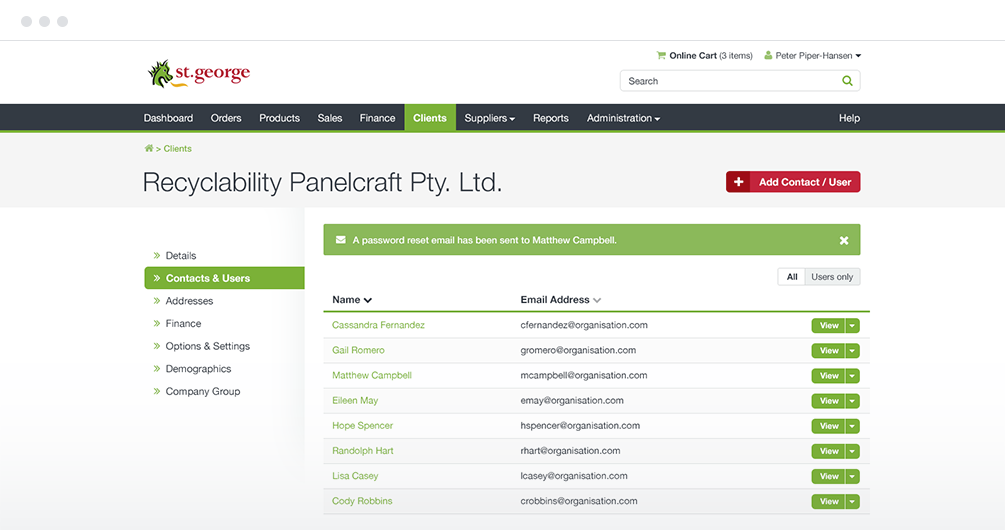 Online Cart (3 items) Peter Piper-Hansen
st.george
Search
Dashboard Orders Products Sales Finance Clients Suppliers Reports Administration Help
> Clients
Recyclability Panelcraft Pty. Ltd.
+ Add Contact / User
A password reset email has been sent to Matthew Campbell.
» Details
» Contacts & Users
» Addresses
» Finance
» Options & Settings
» Demographics
» Company Group
All Users only
Name Email Address
Cassandra Fernandez cfernandez@organisation.com View
Gail Romero gromero@organisation.com View
Matthew Campbell mcampbell@organisation.com View
Eileen May emay@organisation.com View
Hope Spencer hspencer@organisation.com View
Randolph Hart rhart@organisation.com View
Lisa Casey lcasey@organisation.com View
Cody Robbins crobbins@organisation.com View